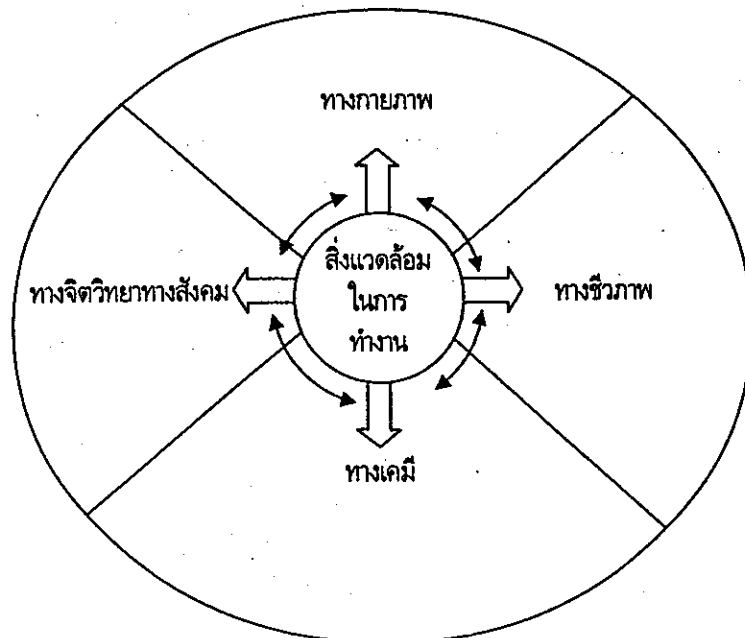 ทางกายภาพ
สิ่งแวดล้อม
ในการ
ทำงาน
ทางจิตวิทยาทางสังคม
ทางชีวภาพ
ทางเคมี